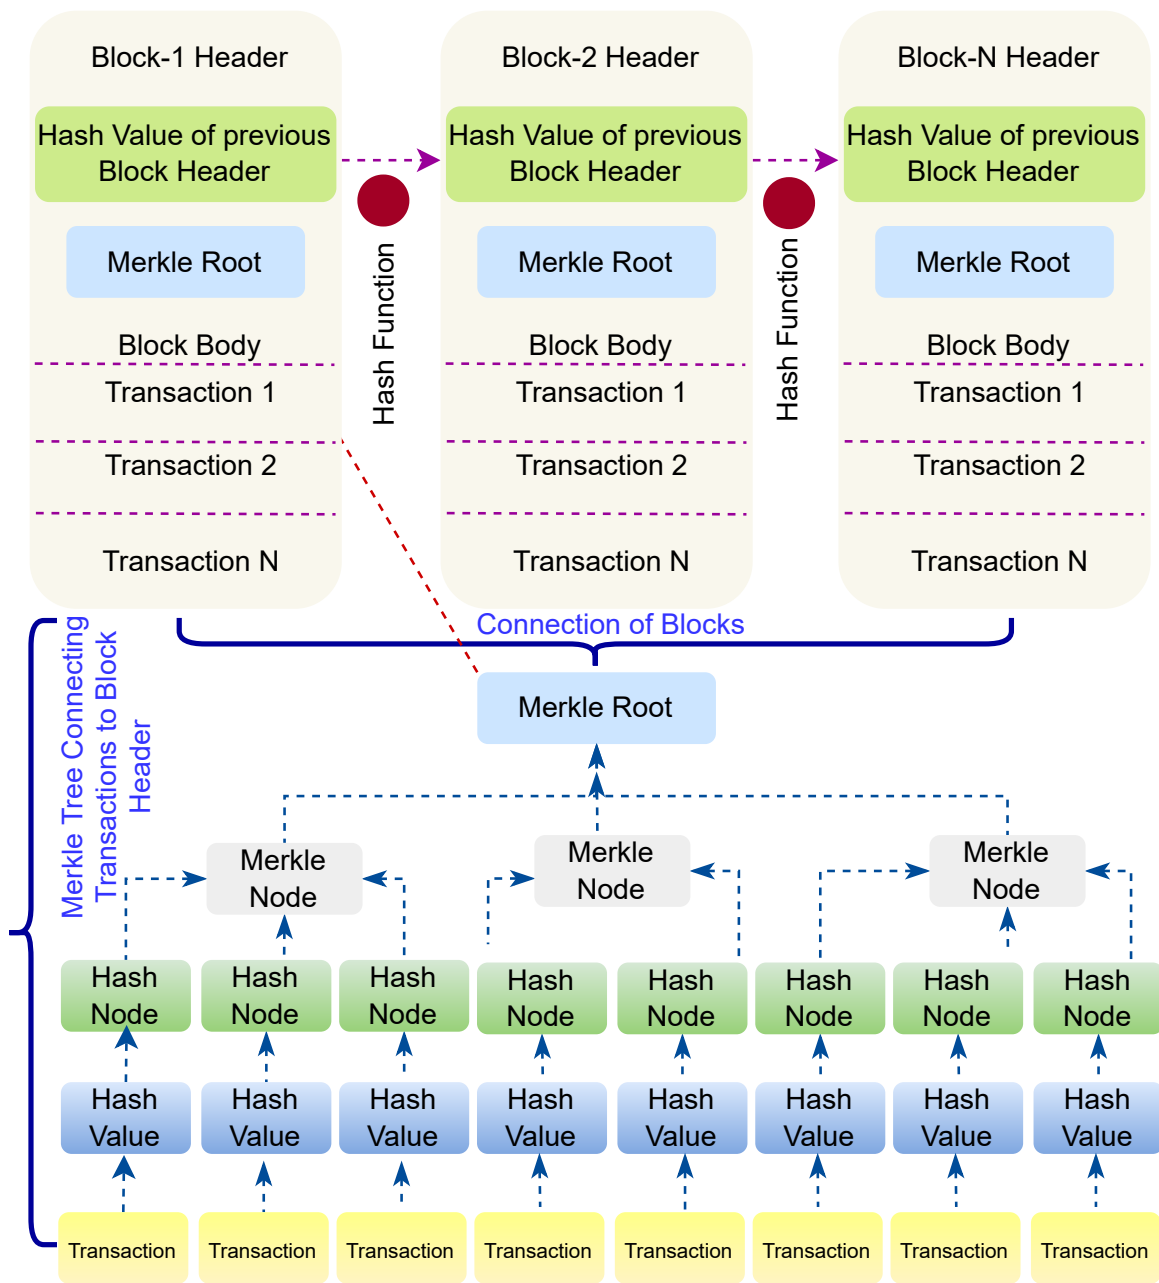 Block-1 Header
Hash Value of previous
Block Header
Merkle Root
Block Body
Transaction 1
Transaction 2
Transaction N
Hash Function
Block-2 Header
Hash Value of previous
Block Header
Merkle Root
Block Body
Transaction 1
Transaction 2
Transaction N
Hash Function
Block-N Header
Hash Value of previous
Block Header
Merkle Root
Block Body
Transaction 1
Transaction 2
Transaction N
Connection of Blocks
Merkle Tree Connecting
Transactions to Block
Header
Merkle Root
Merkle
Node
Merkle
Node
Merkle
Node
Hash
Node
Hash
Node
Hash
Node
Hash
Node
Hash
Node
Hash
Node
Hash
Node
Hash
Node
Hash
Value
Hash
Value
Hash
Value
Hash
Value
Hash
Value
Hash
Value
Hash
Value
Hash
Value
Transaction
Transaction
Transaction
Transaction
Transaction
Transaction
Transaction
Transaction